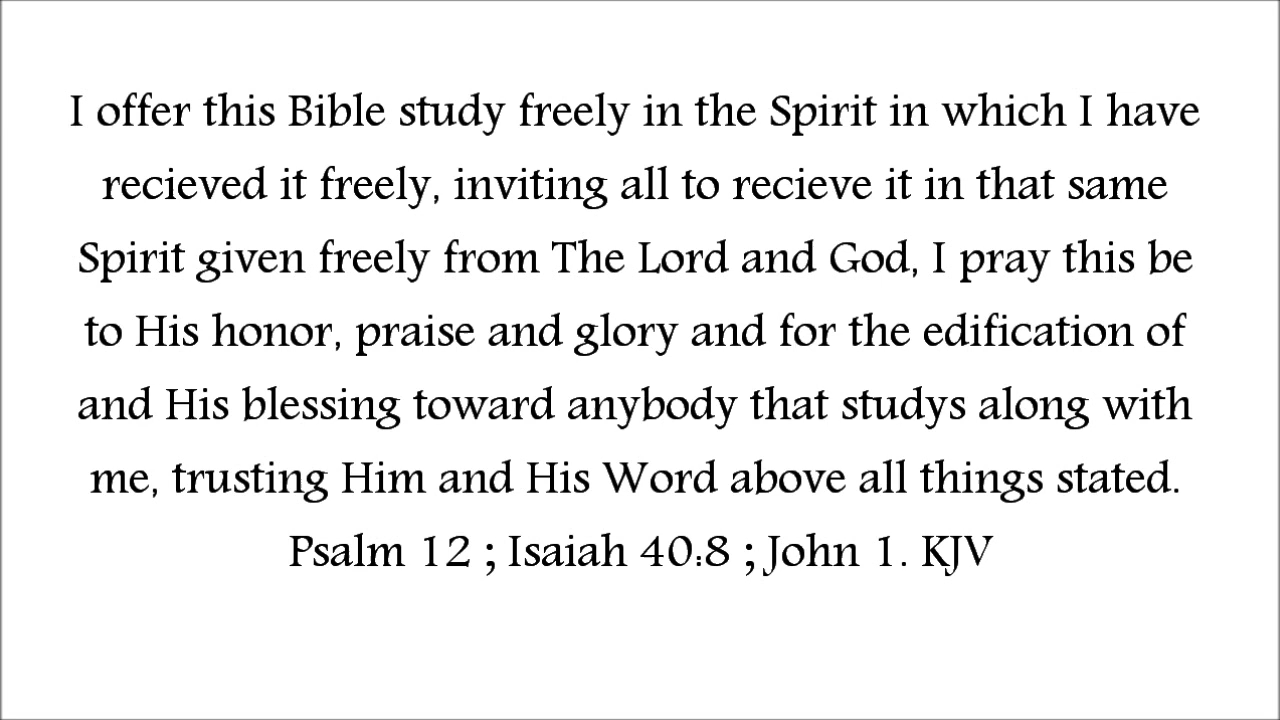 I offer this Bible study freely in the Spirit in which I have
recieved it freely, inviting all to recieve it in that same
Spirit given freely from The Lord and God, I pray this be
to His honor, praise and glory and for the edification of
and His blessing toward anybody that studys along with
me, trusting Him and His Word above all things stated.
Psalm 12 ; Isaiah 40:8 ; John 1. KJV